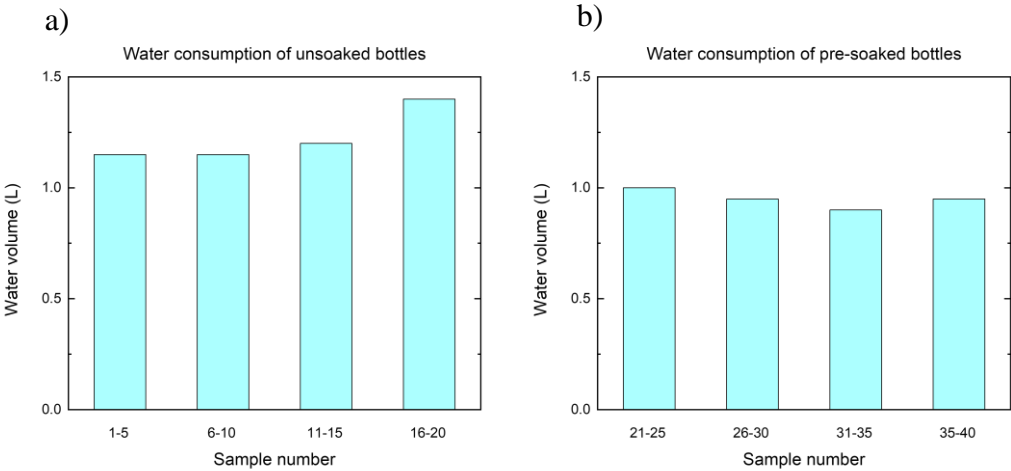 a)
Water consumption of unsoaked bottles
1.5
1.0
0.5
0.0
Water volume (L)
1-5 6-10 11-15 16-20
Sample number
b)
Water consumption of pre-soaked bottles
1.5
1.0
0.5
0.0
Water volume (L)
21-25 26-30 31-35 35-40
Sample number